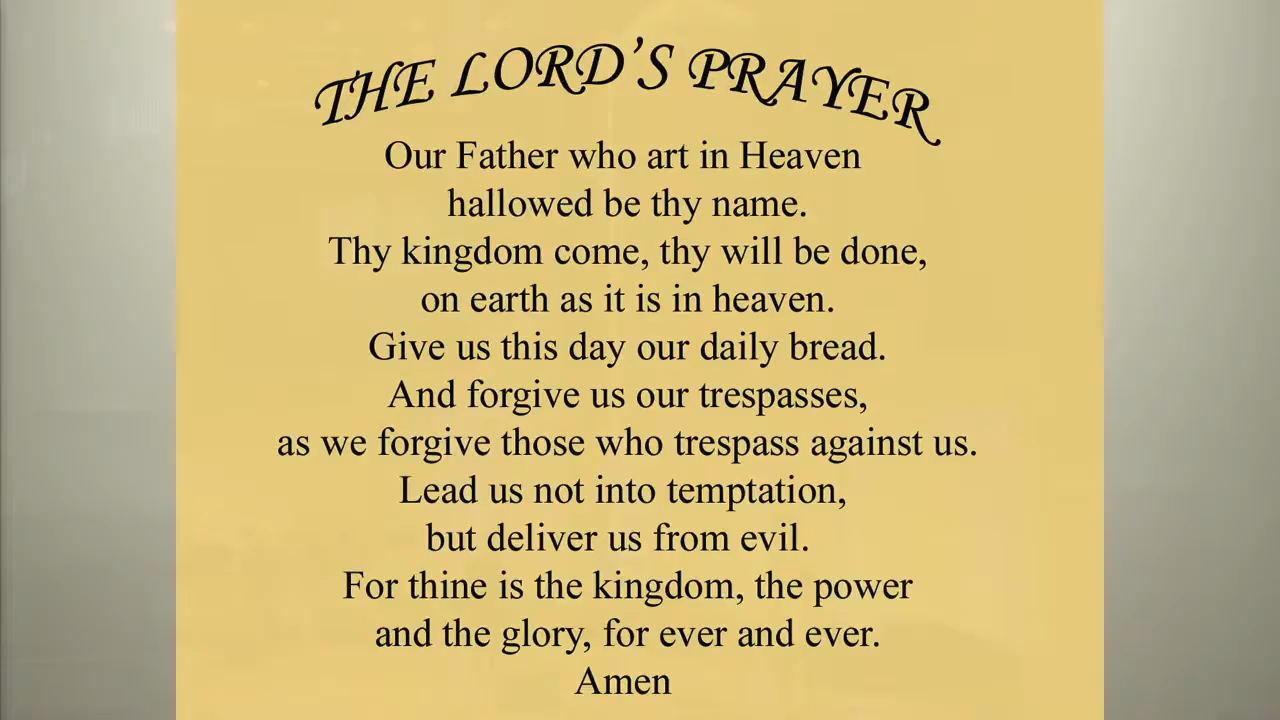 THE LORD'S PRAYER
Our Father who art in Heaven
hallowed be thy name.
Thy kingdom come, thy will be done,
on earth as it is in heaven.
Give us this day our daily bread.
And forgive us our trespasses,
as we forgive those who trespass against us.
Lead us not into temptation,
but deliver us from evil.
For thine is the kingdom, the power
and the glory, for ever and ever.
Amen